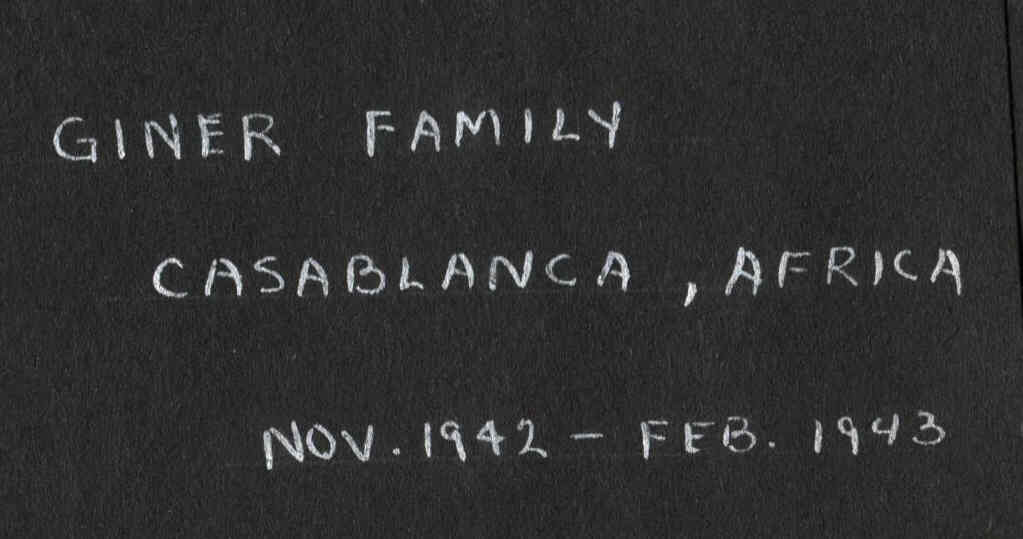 GINER FAMILY
CASABLANCA, AFRICA
NOV. 1942 - FEB. 1943